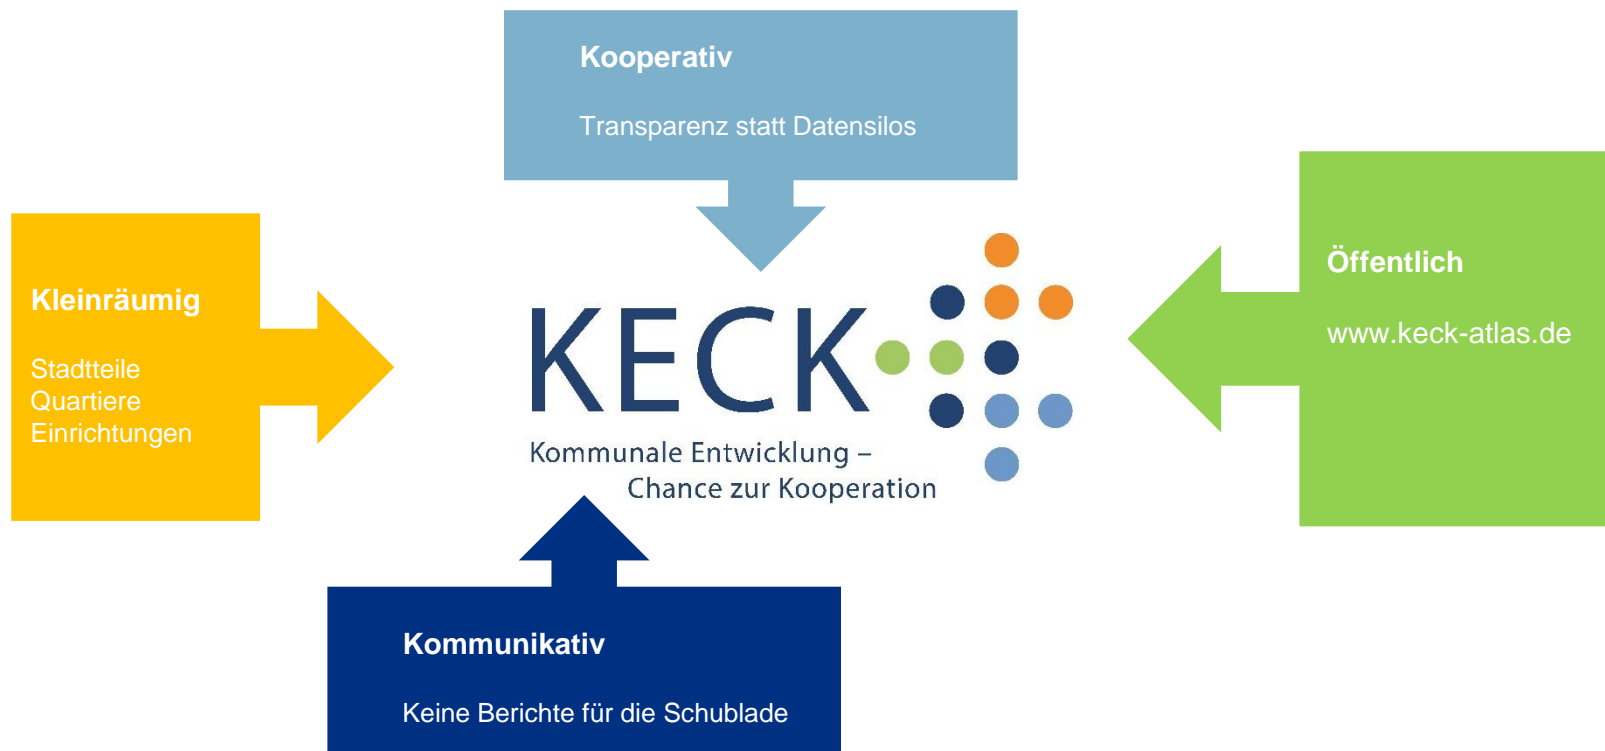 Kooperativ
Transparenz statt Datensilos
Kleinräumig
Stadtteile
Quartiere
Einrichtungen
KECK
Kommunale Entwicklung –
Chance zur Kooperation
Öffentlich
www.keck-atlas.de
Kommunikativ
Keine Berichte für die Schublade